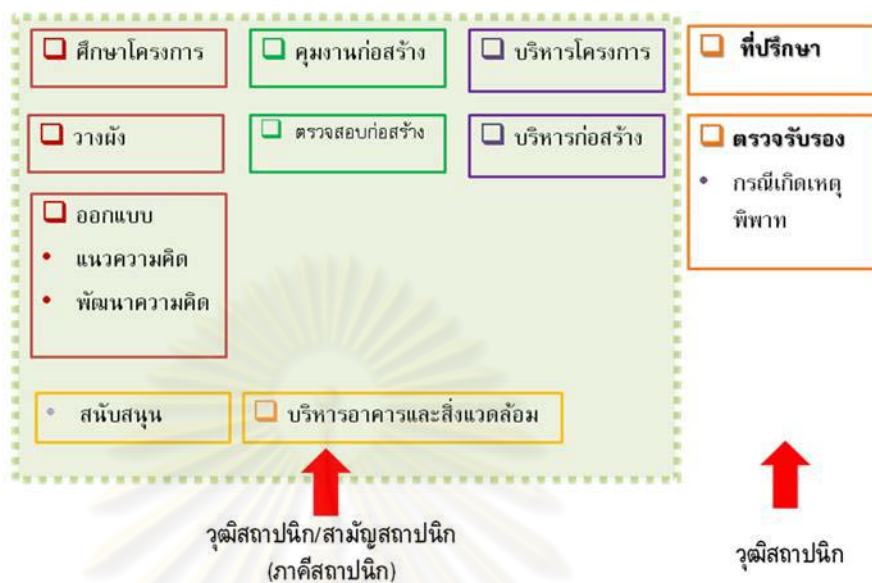 ศึกษาโครงการ
คุมงานก่อสร้าง
บริหารโครงการ
ที่ปรึกษา
วางผัง
ตรวจสอบก่อสร้าง
บริหารก่อสร้าง
ตรวจรับรอง
กรณีเกิดเหตุ
พิพาท
ออกแบบ
แนวความคิด
พัฒนาความคิด
สนับสนุน
บริหารอาคารและสิ่งแวดล้อม
วุฒิสถาปนิก/สามัญสถาปนิก
(ภาคีสถาปนิก)
วุฒิสถาปนิก